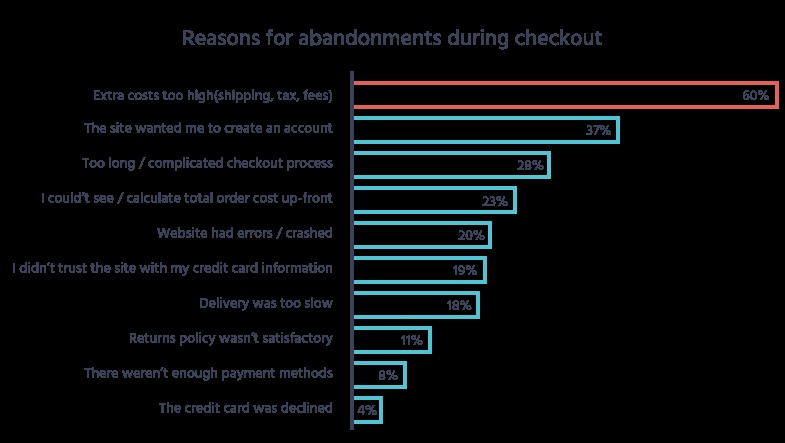 Reasons for abandonments during checkout
Extra costs too high(shipping, tax, fees) 60%
The site wanted me to create an account 37%
Too long / complicated checkout process 28%
I could't see / calculate total order cost up-front 23%
Website had errors / crashed 20%
I didn't trust the site with my credit card information 19%
Delivery was too slow 18%
Returns policy wasn't satisfactory 11%
There weren't enough payment methods 8%
The credit card was declined 4%